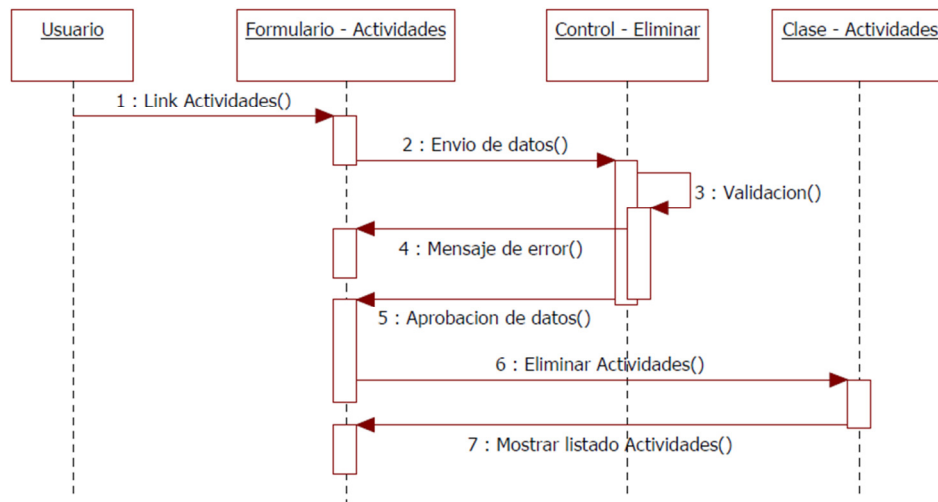 Usuario
Formulario - Actividades
Control - Eliminar
Clase - Actividades
1 : Link Actividades()
2 : Envio de datos()
3 : Validacion()
4 : Mensaje de error()
5 : Aprobacion de datos()
6 : Eliminar Actividades()
7 : Mostrar listado Actividades()